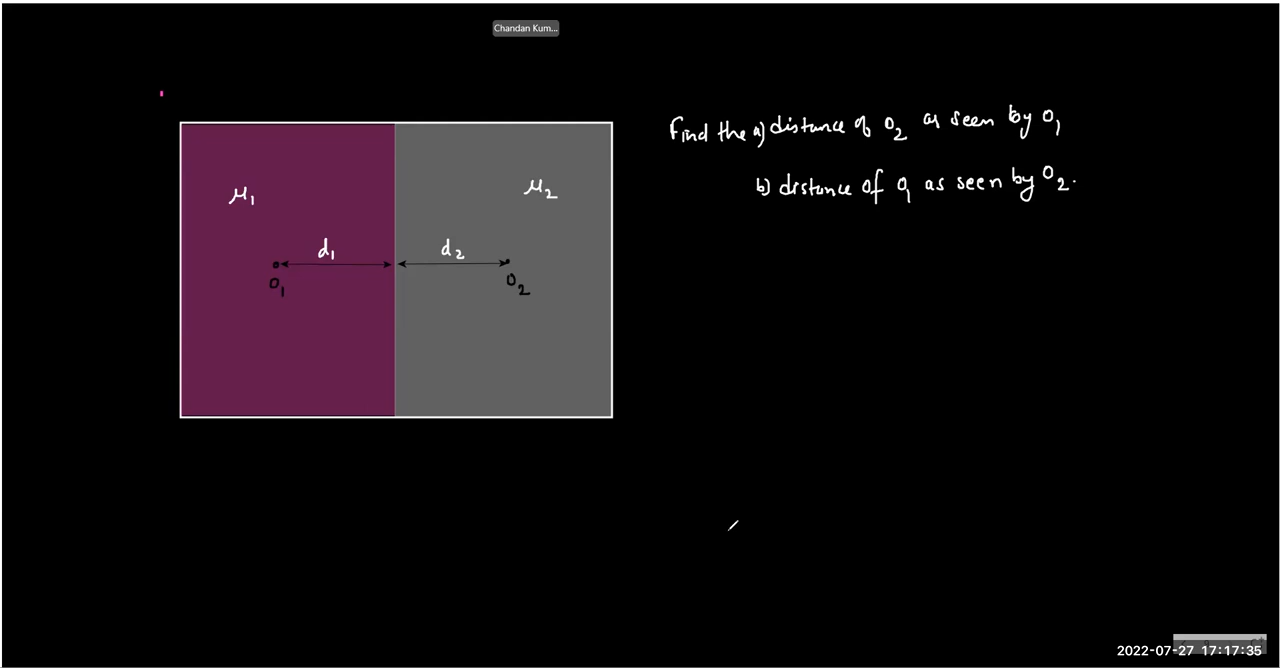 Chandan Kum...
Find the a) distance of O₂ as seen by O₁
b) distance of O₁ as seen by O₂.
μ₁
μ₂
d₁
d₂
O₁
O₂
2022-07-27 17:17:35